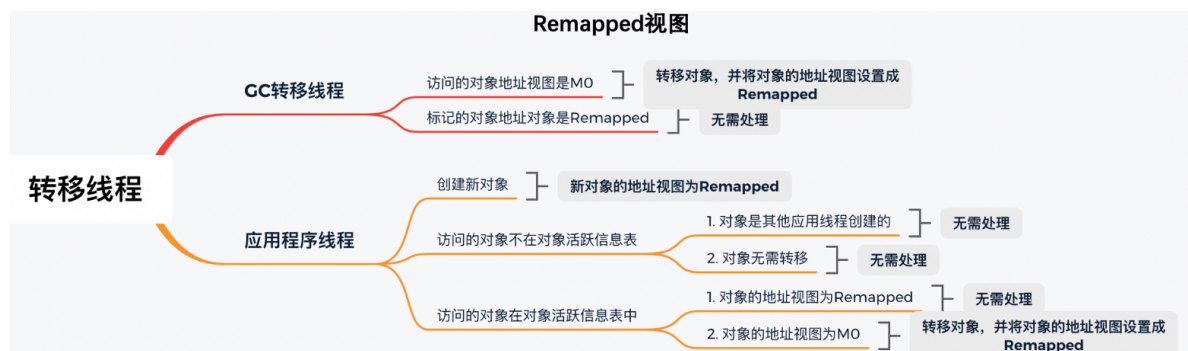 Remapped视图
转移线程
GC转移线程
访问的对象地址视图是M0
转移对象，并将对象的地址视图设置成
Remapped
标记的对象地址对象是Remapped
无需处理
应用程序线程
创建新对象
新对象的地址视图为Remapped
访问的对象不在对象活跃信息表
1. 对象是其他应用线程创建的
无需处理
2. 对象无需转移
无需处理
访问的对象在对象活跃信息表中
1. 对象的地址视图为Remapped
无需处理
2. 对象的地址视图为M0
转移对象，并将对象的地址视图设置成
Remapped